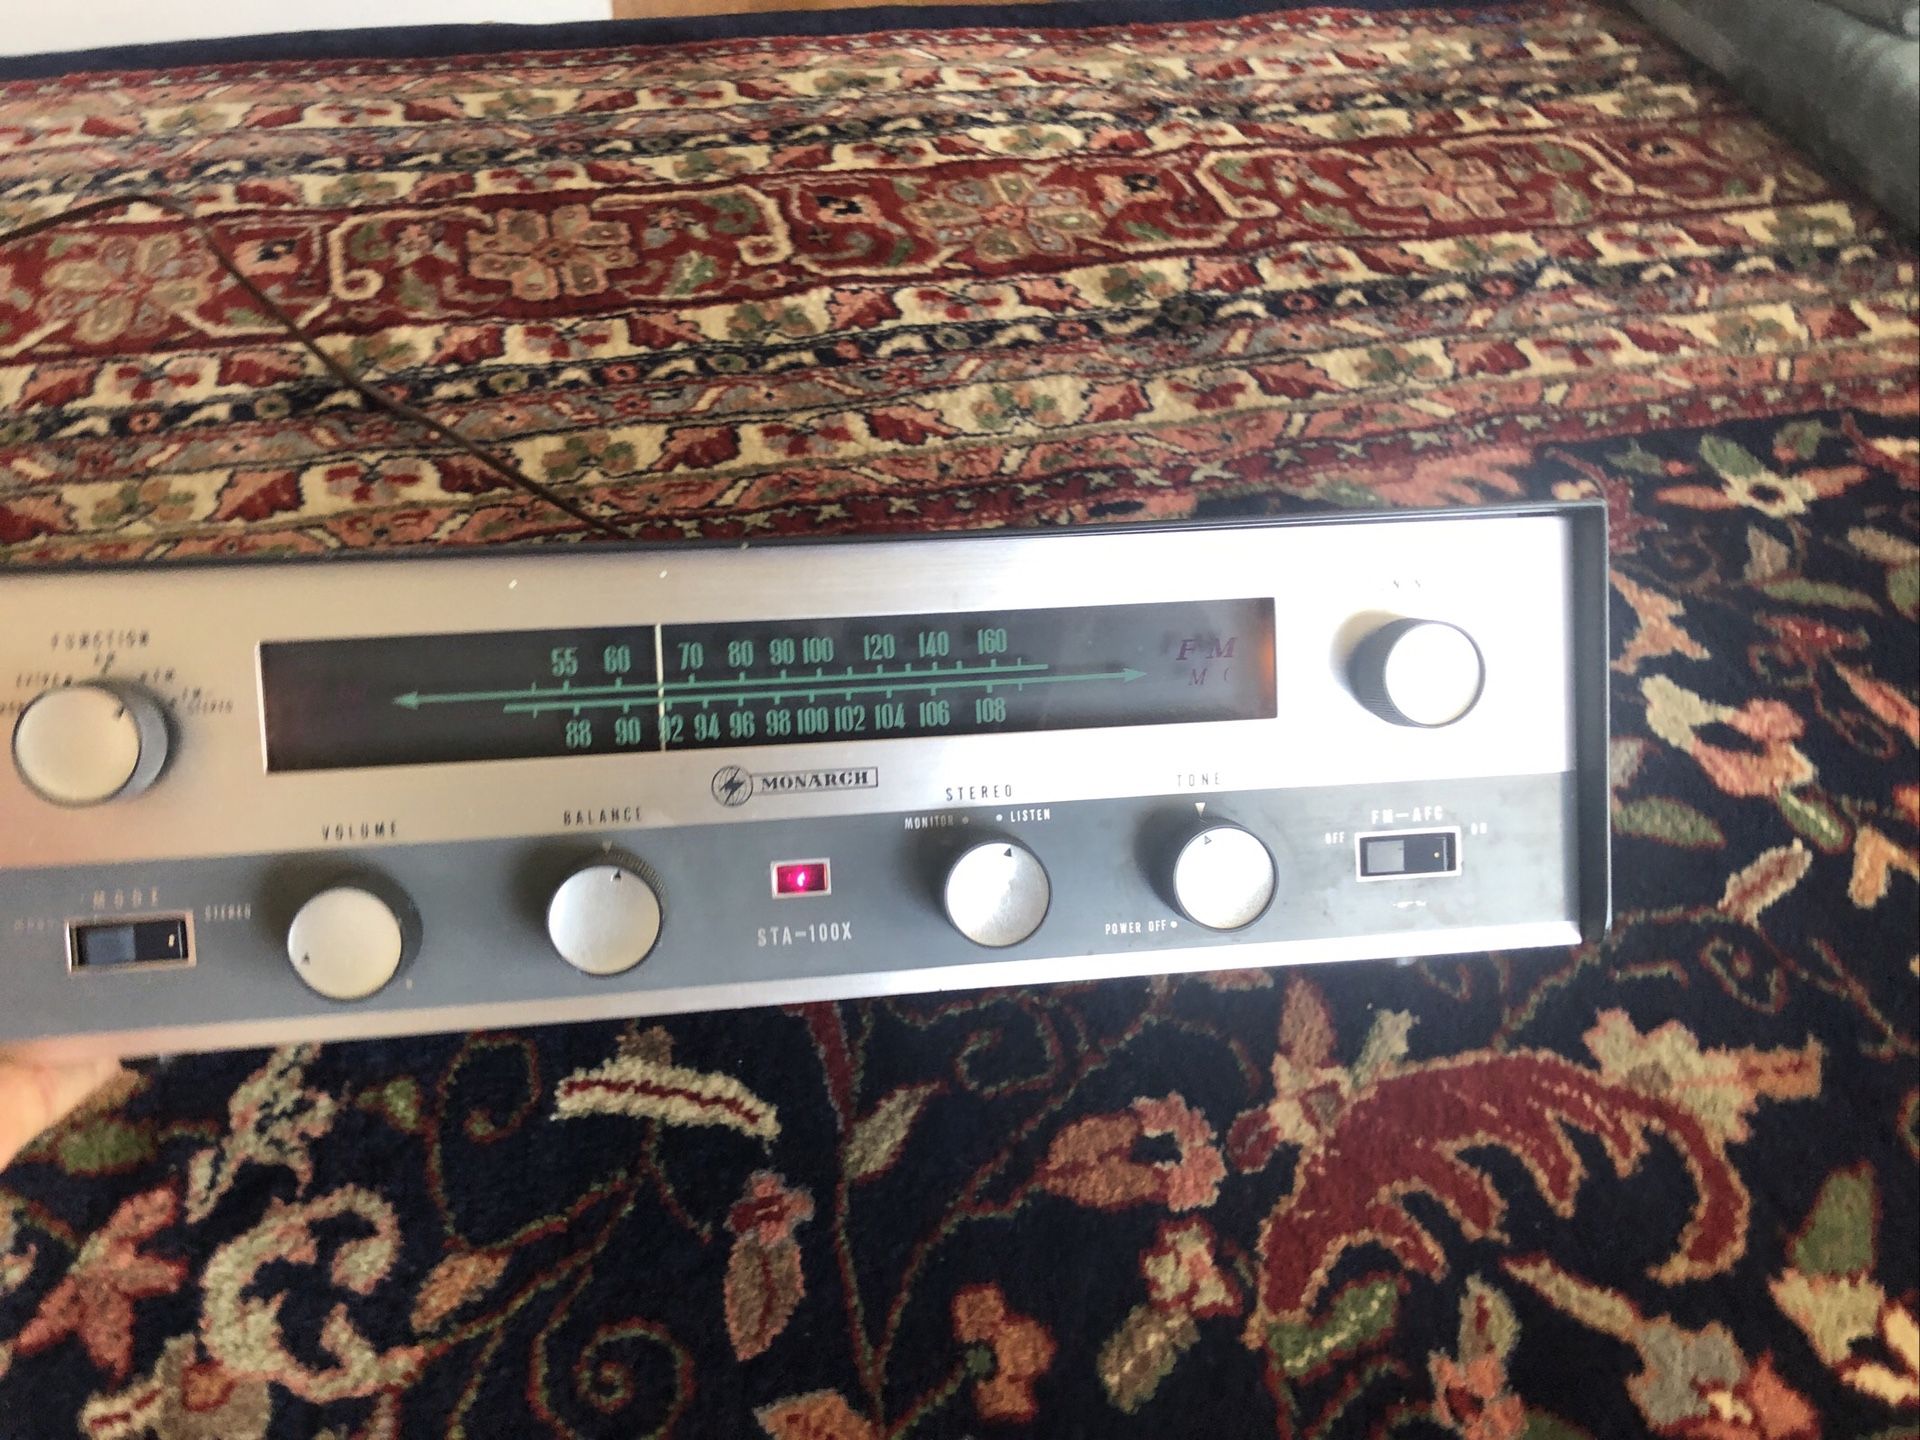 FUNCTION
STEREO
55 60 70 80 90 100 120 140 160
FM
MC
88 90 92 94 96 98 100 102 104 106 108
MONARCH
VOLUME
BALANCE
STEREO
MONITOR • • LISTEN
TONE
FM-AFC
OFF
MODE
STEREO
STA-100X
POWER OFF •